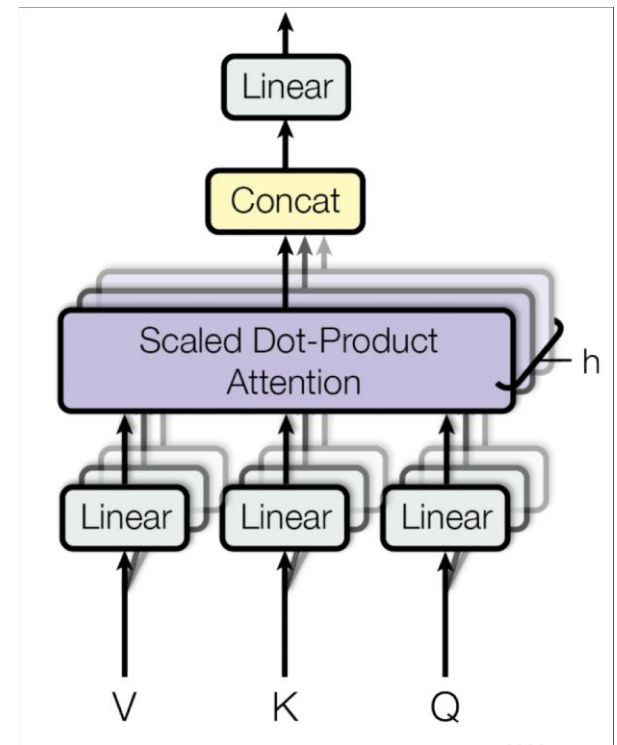 Linear
Concat
Scaled Dot-Product
Attention
h
Linear
Linear
Linear
V
K
Q